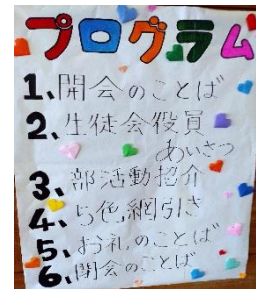 プログラム
1、開会のことば
2、生徒会役員
あいさつ
3、部活動紹介
4、5色綱引き
5、お礼のことば
6、閉会のことば